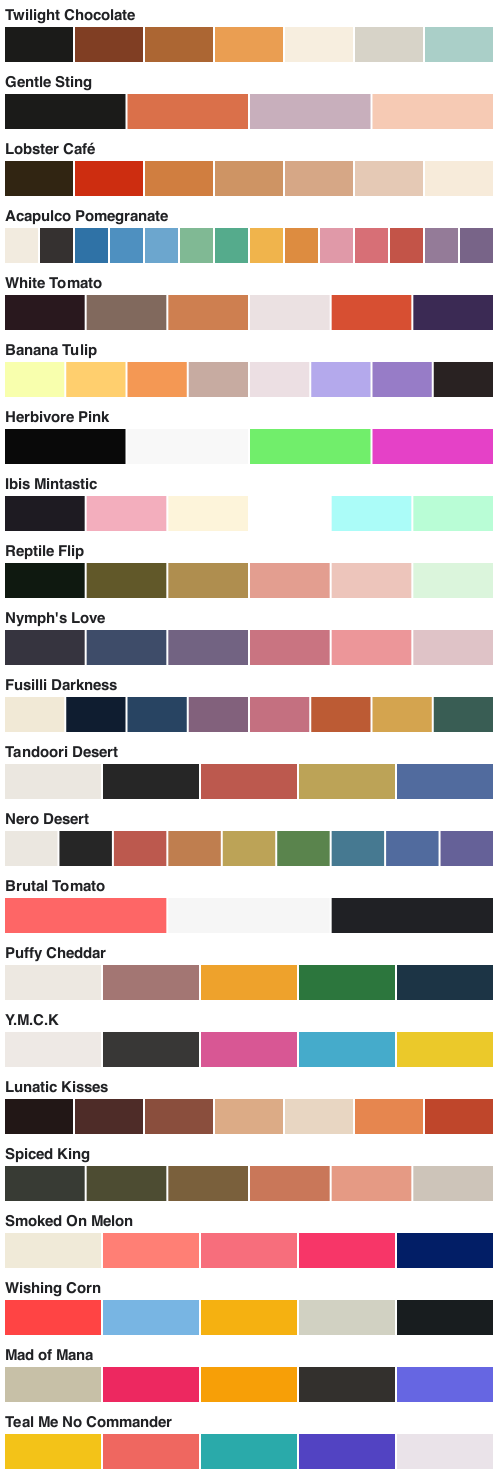 Twilight Chocolate
Gentle Sting
Lobster Café
Acapulco Pomegranate
White Tomato
Banana Tulip
Herbivore Pink
Ibis Mintastic
Reptile Flip
Nymph's Love
Fusilli Darkness
Tandoori Desert
Nero Desert
Brutal Tomato
Puffy Cheddar
Y.M.C.K
Lunatic Kisses
Spiced King
Smoked On Melon
Wishing Corn
Mad of Mana
Teal Me No Commander